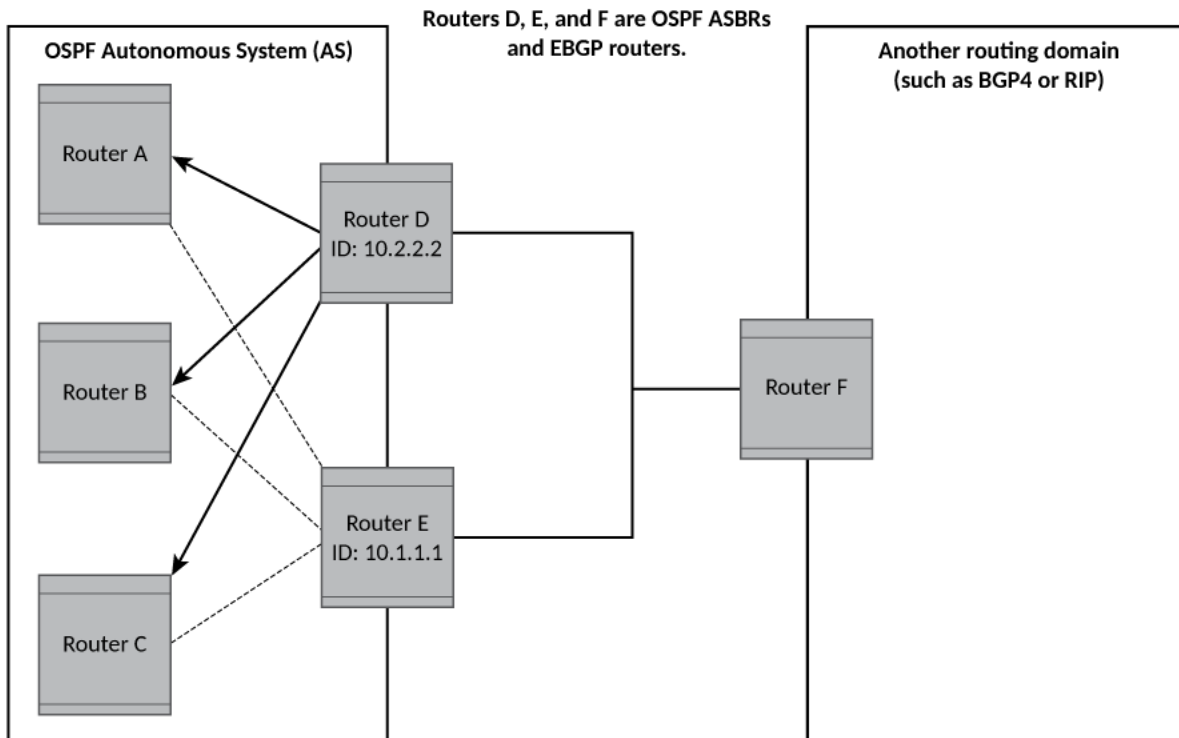 Routers D, E, and F are OSPF ASBRs
and EBGP routers.
OSPF Autonomous System (AS)
Another routing domain
(such as BGP4 or RIP)
Router A
Router D
ID: 10.2.2.2
Router B
Router F
Router E
ID: 10.1.1.1
Router C